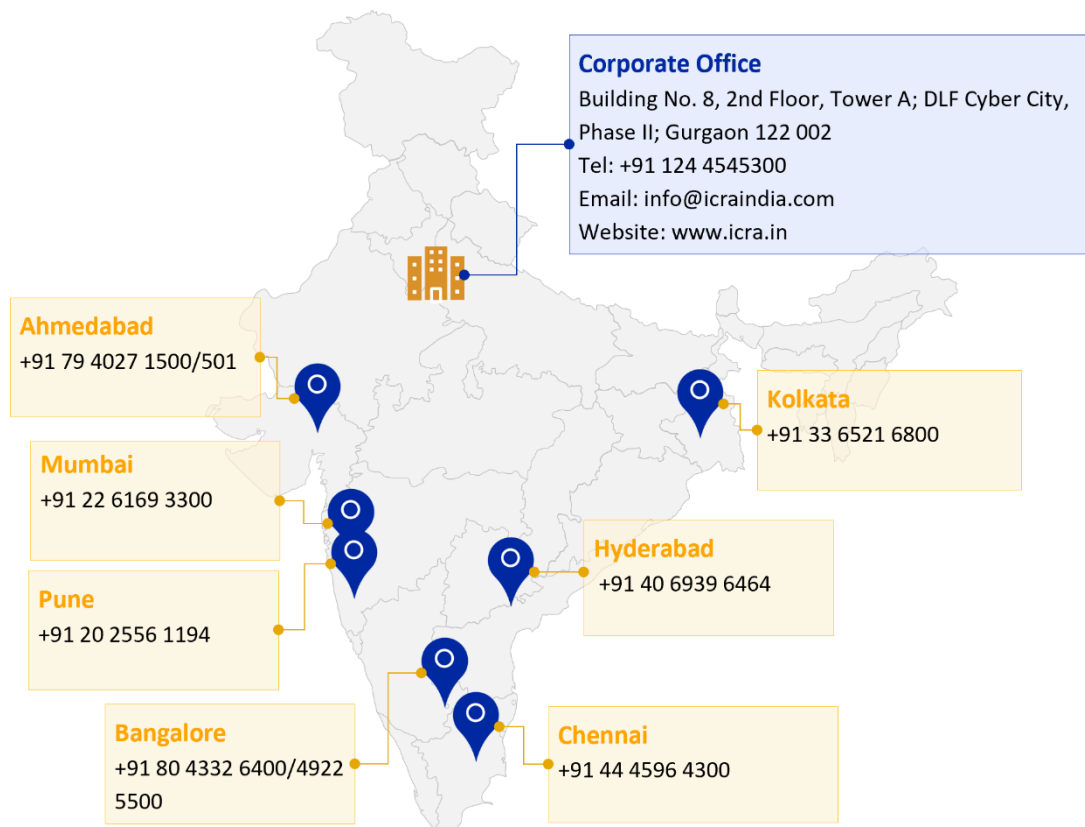 Corporate Office
Building No. 8, 2nd Floor, Tower A; DLF Cyber City,
Phase II; Gurgaon 122 002
Tel: +91 124 4545300
Email: info@icraindia.com
Website: www.icra.in
Ahmedabad
+91 79 4027 1500/501
Kolkata
+91 33 6521 6800
Mumbai
+91 22 6169 3300
Hyderabad
+91 40 6939 6464
Pune
+91 20 2556 1194
Bangalore
+91 80 4332 6400/4922
5500
Chennai
+91 44 4596 4300